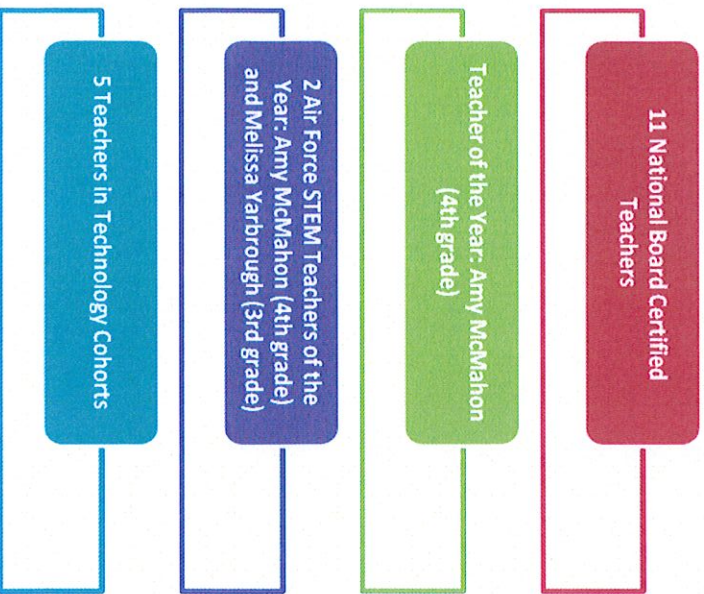 11 National Board Certified
Teachers
Teacher of the Year: Amy McMahon
(4th grade)
2 Air Force STEM Teachers of the
Year: Amy McMahon (4th grade)
and Melissa Yarbrough (3rd grade)
5 Teachers in Technology Cohorts